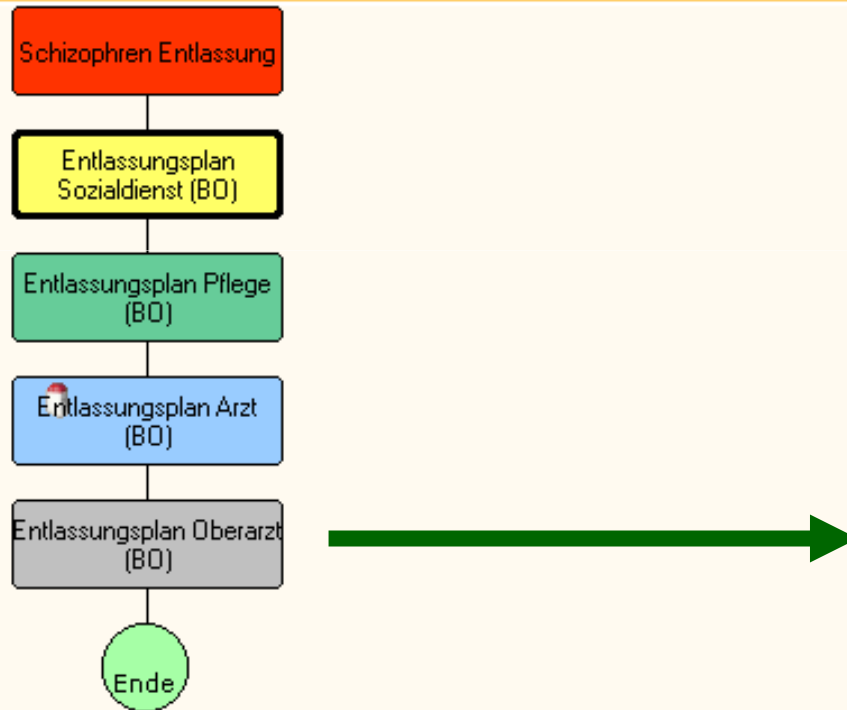 Schizophren Entlassung
Entlassungsplan
Sozialdienst (BO)
Entlassungsplan Pflege
(BO)
Entlassungsplan Arzt
(BO)
Entlassungsplan Oberarzt
(BO)
Ende